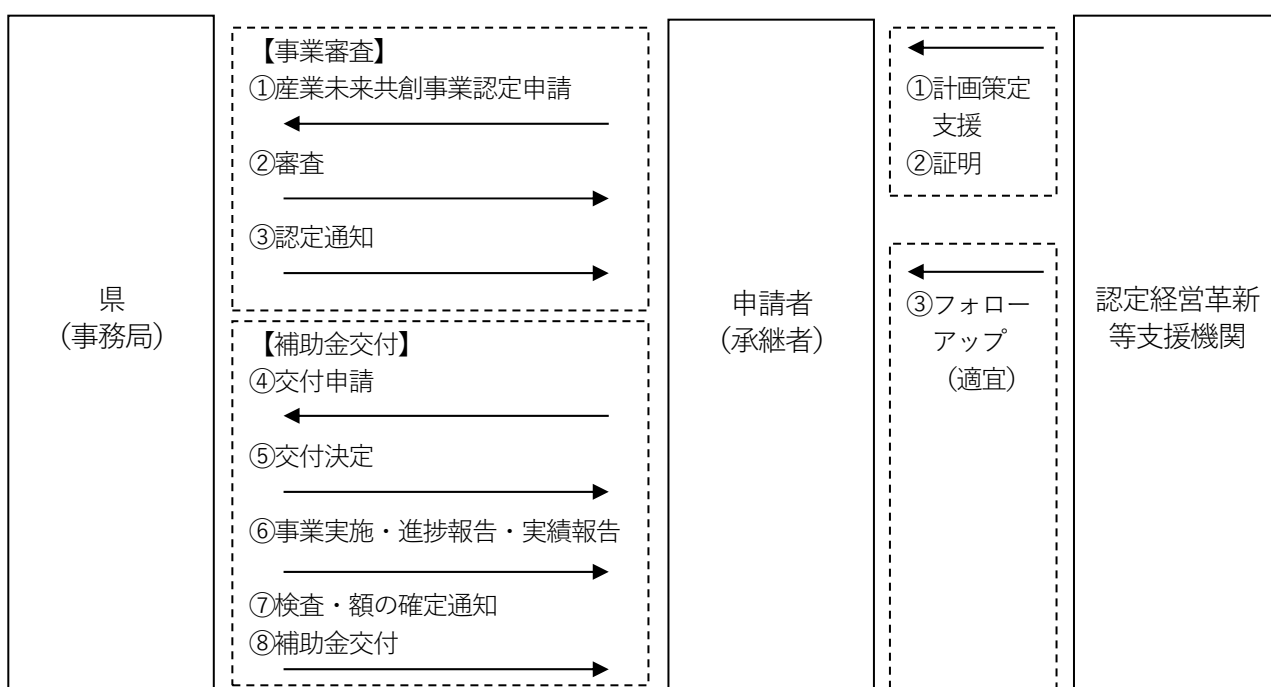 県
（事務局）
【事業審査】
①産業未来共創事業認定申請
②審査
③認定通知
【補助金交付】
④交付申請
⑤交付決定
⑥事業実施・進捗報告・実績報告
⑦検査・額の確定通知
⑧補助金交付
申請者
（承継者）
①計画策定
支援
②証明
③フォロー
アップ
（適宜）
認定経営革新
等支援機関